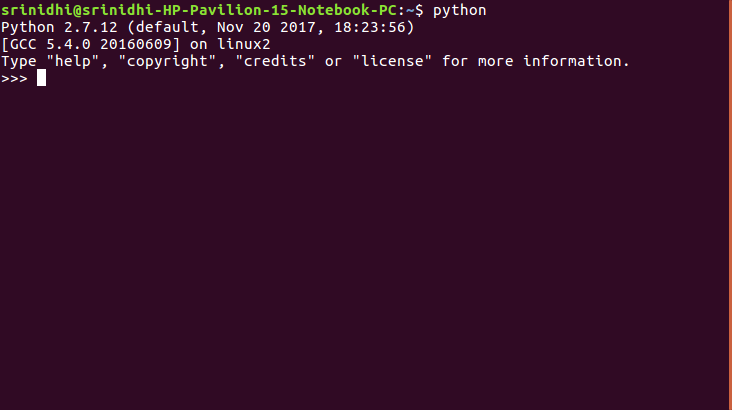 srinidhi@srinidhi-HP-Pavilion-15-Notebook-PC:~$ python
Python 2.7.12 (default, Nov 20 2017, 18:23:56)
[GCC 5.4.0 20160609] on linux2
Type "help", "copyright", "credits" or "license" for more information.
>>>